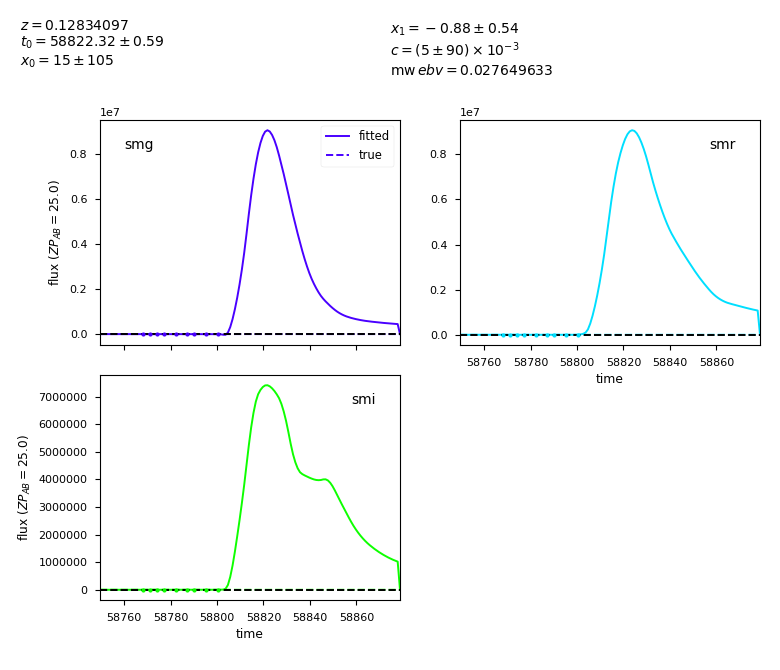 z = 0.12834097
t₀ = 58822.32 ± 0.59
x₀ = 15 ± 105
x₁ = −0.88 ± 0.54
c = (5 ± 90) × 10⁻³
mw ebv = 0.027649633
1e7
smg
fitted
true
0.8
0.6
0.4
0.2
0.0
flux (ZP_AB = 25.0)
1e7
smr
0.8
0.6
0.4
0.2
0.0
58760 58780 58800 58820 58840 58860
time
smi
7000000
6000000
5000000
4000000
3000000
2000000
1000000
0
flux (ZP_AB = 25.0)
58760 58780 58800 58820 58840 58860
time